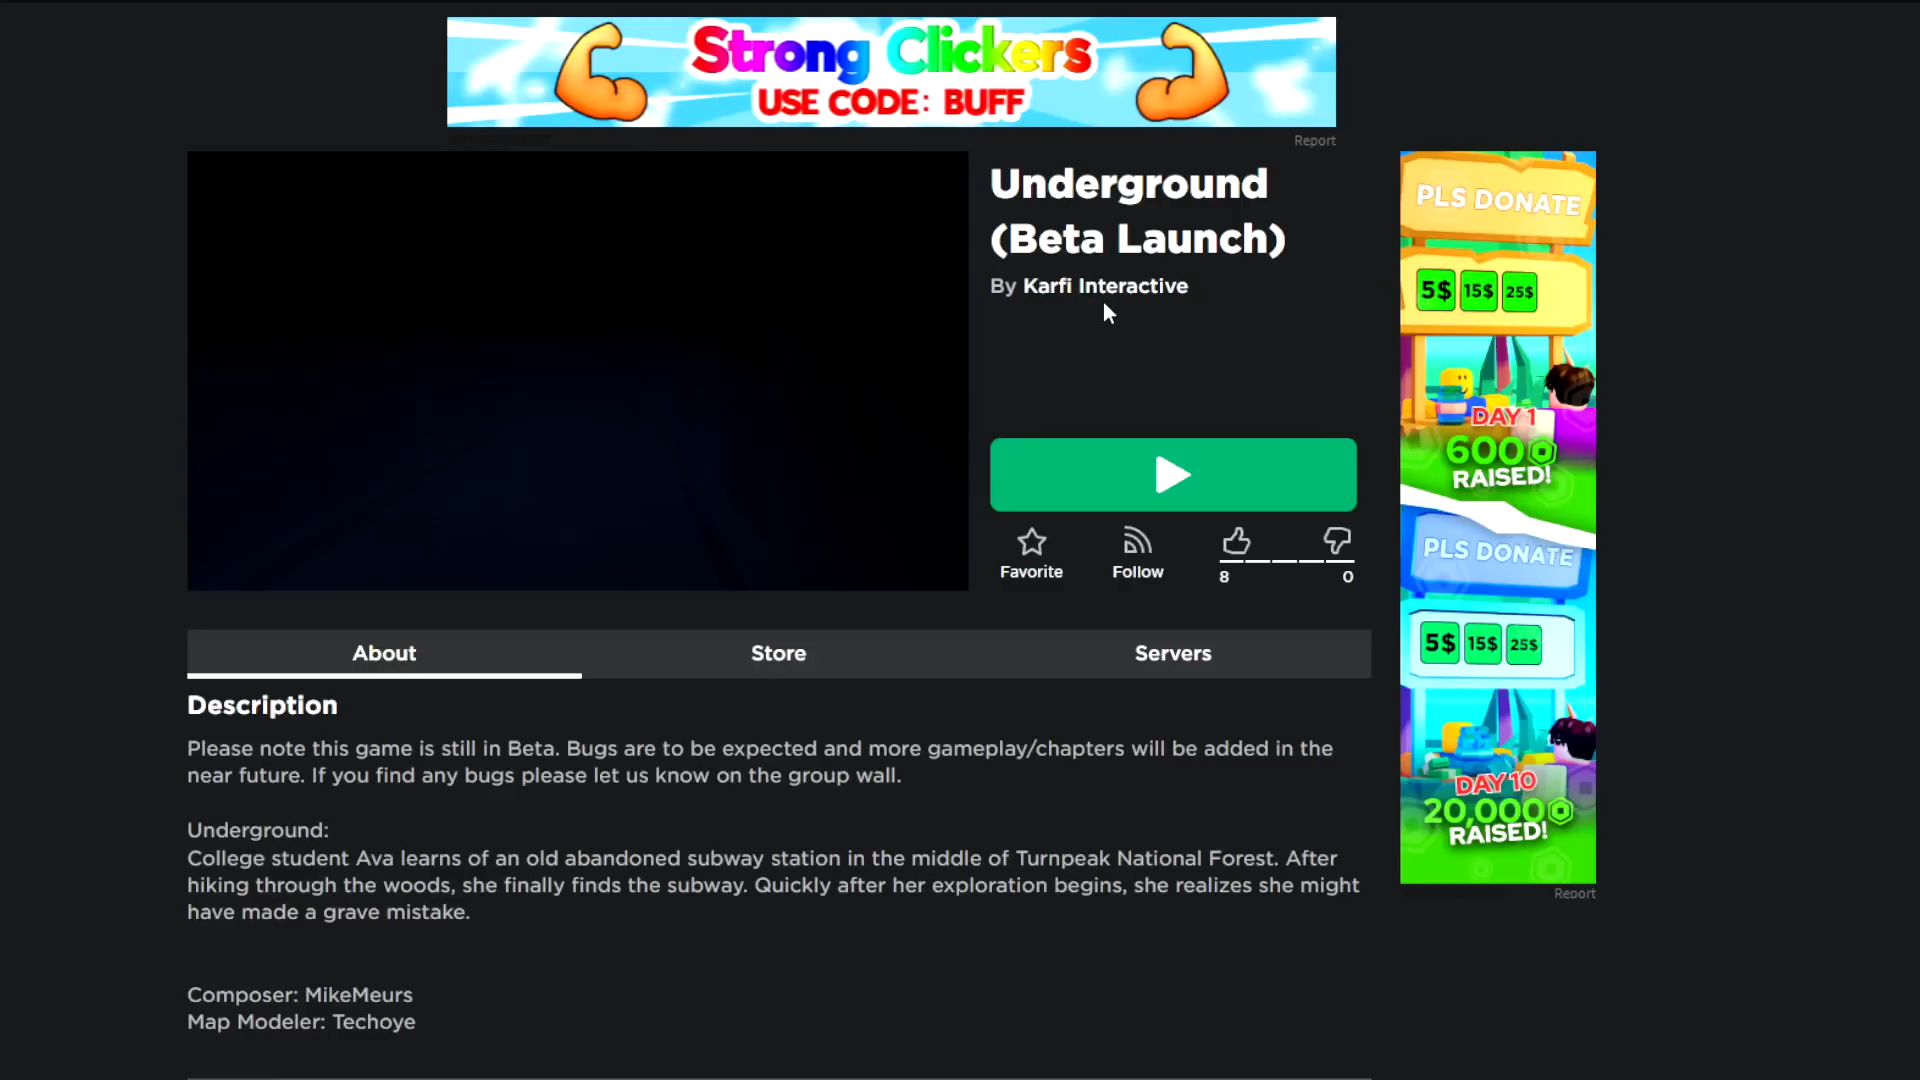 Strong Clickers
USE CODE: BUFF
Report
Underground
(Beta Launch)
By Karfi Interactive
Favorite
Follow
8
0
PLS DONATE
5$ 15$ 25$
DAY 1
600
RAISED!
PLS DONATE
5$ 15$ 25$
DAY 10
20,000
RAISED!
Report
About
Store
Servers
Description
Please note this game is still in Beta. Bugs are to be expected and more gameplay/chapters will be added in the
near future. If you find any bugs please let us know on the group wall.
Underground:
College student Ava learns of an old abandoned subway station in the middle of Turnpeak National Forest. After
hiking through the woods, she finally finds the subway. Quickly after her exploration begins, she realizes she might
have made a grave mistake.
Composer: MikeMeurs
Map Modeler: Techoye